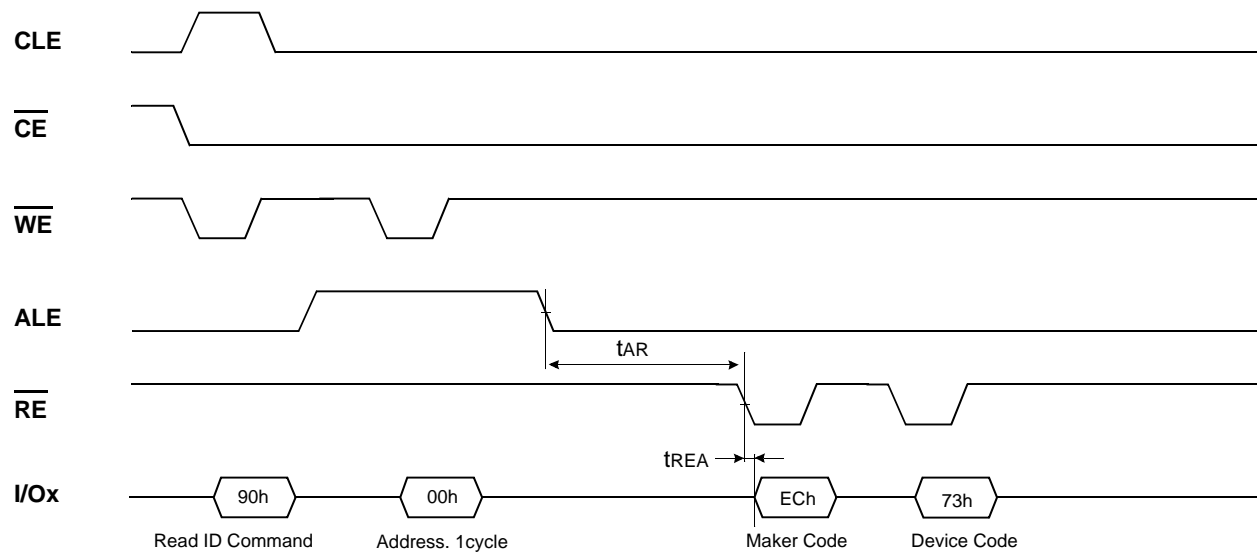 CLE
CE
WE
ALE
tAR
RE
tREA
I/Ox
90h
00h
ECh
73h
Read ID Command
Address. 1cycle
Maker Code
Device Code